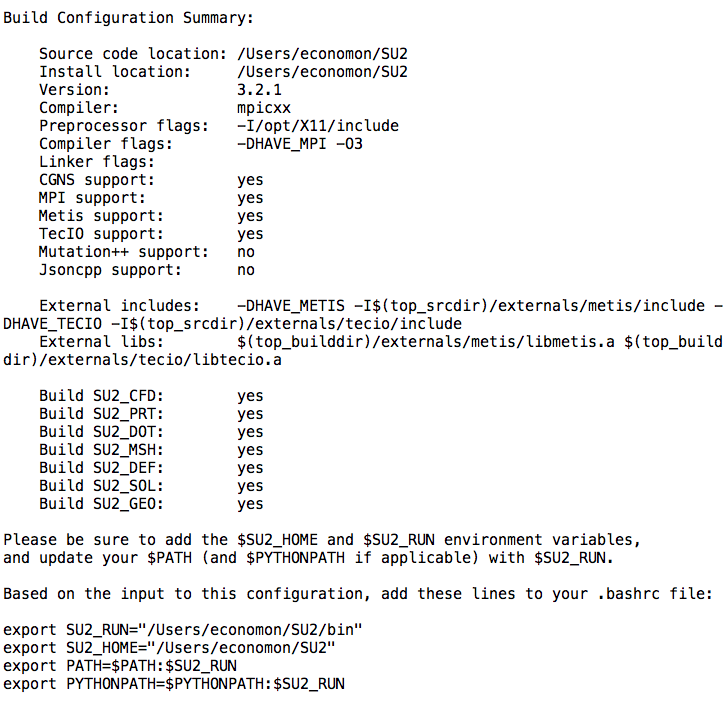 Build Configuration Summary:
Source code location: /Users/economon/SU2
Install location: /Users/economon/SU2
Version: 3.2.1
Compiler: mpicxx
Preprocessor flags: -I/opt/X11/include
Compiler flags: -DHAVE_MPI -O3
Linker flags:
CGNS support: yes
MPI support: yes
Metis support: yes
TecIO support: yes
Mutation++ support: no
Jsoncpp support: no
External includes: -DHAVE_METIS -I$(top_srcdir)/externals/metis/include -
DHAVE_TECIO -I$(top_srcdir)/externals/tecio/include
External libs: $(top_builddir)/externals/metis/libmetis.a $(top_build
dir)/externals/tecio/libtecio.a
Build SU2_CFD: yes
Build SU2_PRT: yes
Build SU2_DOT: yes
Build SU2_MSH: yes
Build SU2_DEF: yes
Build SU2_SOL: yes
Build SU2_GEO: yes
Please be sure to add the $SU2_HOME and $SU2_RUN environment variables,
and update your $PATH (and $PYTHONPATH if applicable) with $SU2_RUN.
Based on the input to this configuration, add these lines to your .bashrc file:
export SU2_RUN="/Users/economon/SU2/bin"
export SU2_HOME="/Users/economon/SU2"
export PATH=$PATH:$SU2_RUN
export PYTHONPATH=$PYTHONPATH:$SU2_RUN